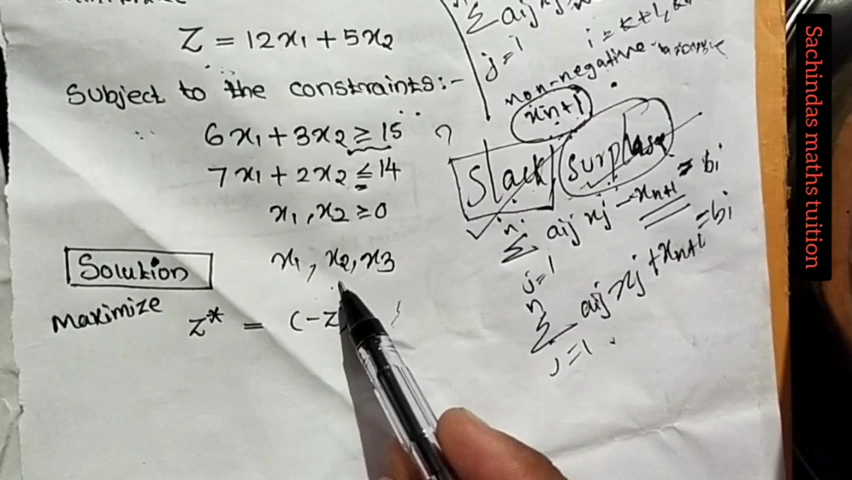 Z = 12x₁ + 5x₂
Subject to the constraints:-
6x₁ + 3x₂ ≥ 15 ?
7x₁ + 2x₂ ≤ 14
x₁, x₂ ≥ 0
Solution
x₁, x₂, x₃
Maximize Z* = (-Z
∑ aij xj
j=1
non-negative
xn+1
Slack
n
∑ aij xj - xn+1 = bi
j=1
n
∑ aij xj + xn+i = bi
j=1
Sachindas maths tuition